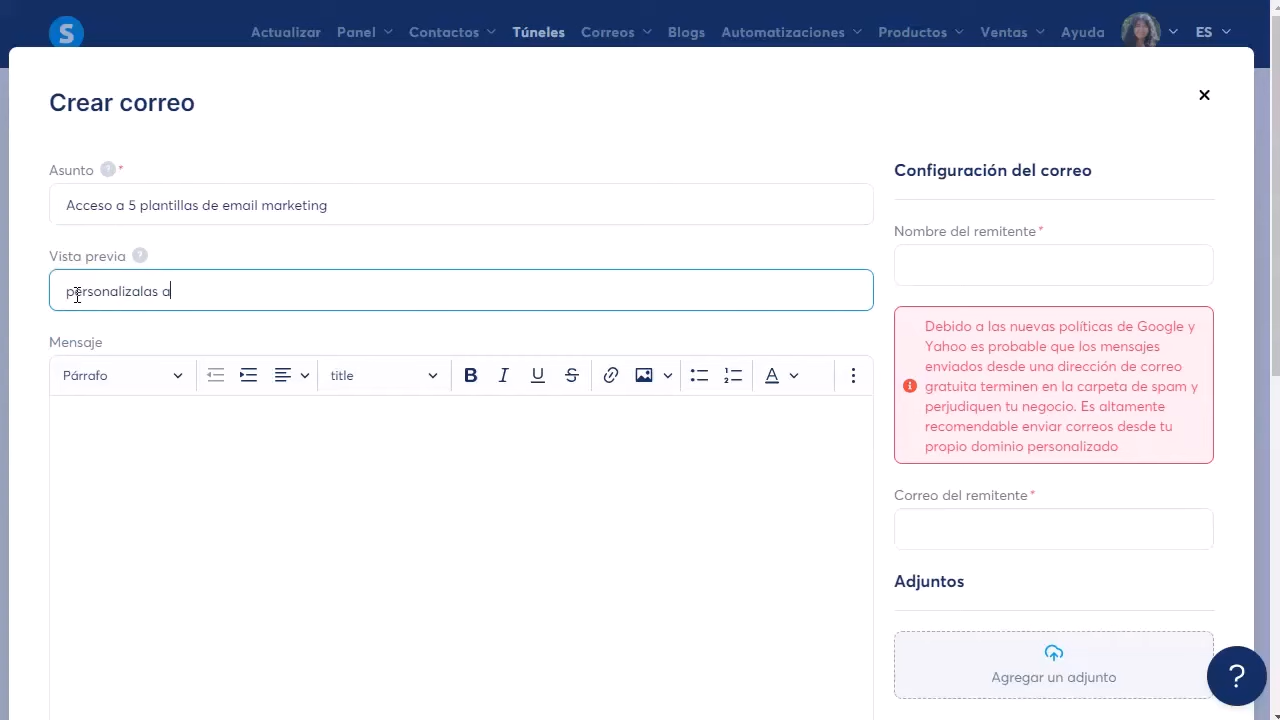 S Actualizar Panel Contactos Túneles Correos Blogs Automatizaciones Productos Ventas Ayuda ES
Crear correo
Asunto ? *
Acceso a 5 plantillas de email marketing
Vista previa ?
personalizalas a
Mensaje
Párrafo title B I U S A
Configuración del correo
Nombre del remitente *
Debido a las nuevas políticas de Google y
Yahoo es probable que los mensajes
enviados desde una dirección de correo
gratuita terminen en la carpeta de spam y
perjudiquen tu negocio. Es altamente
recomendable enviar correos desde tu
propio dominio personalizado
Correo del remitente *
Adjuntos
Agregar un adjunto
?